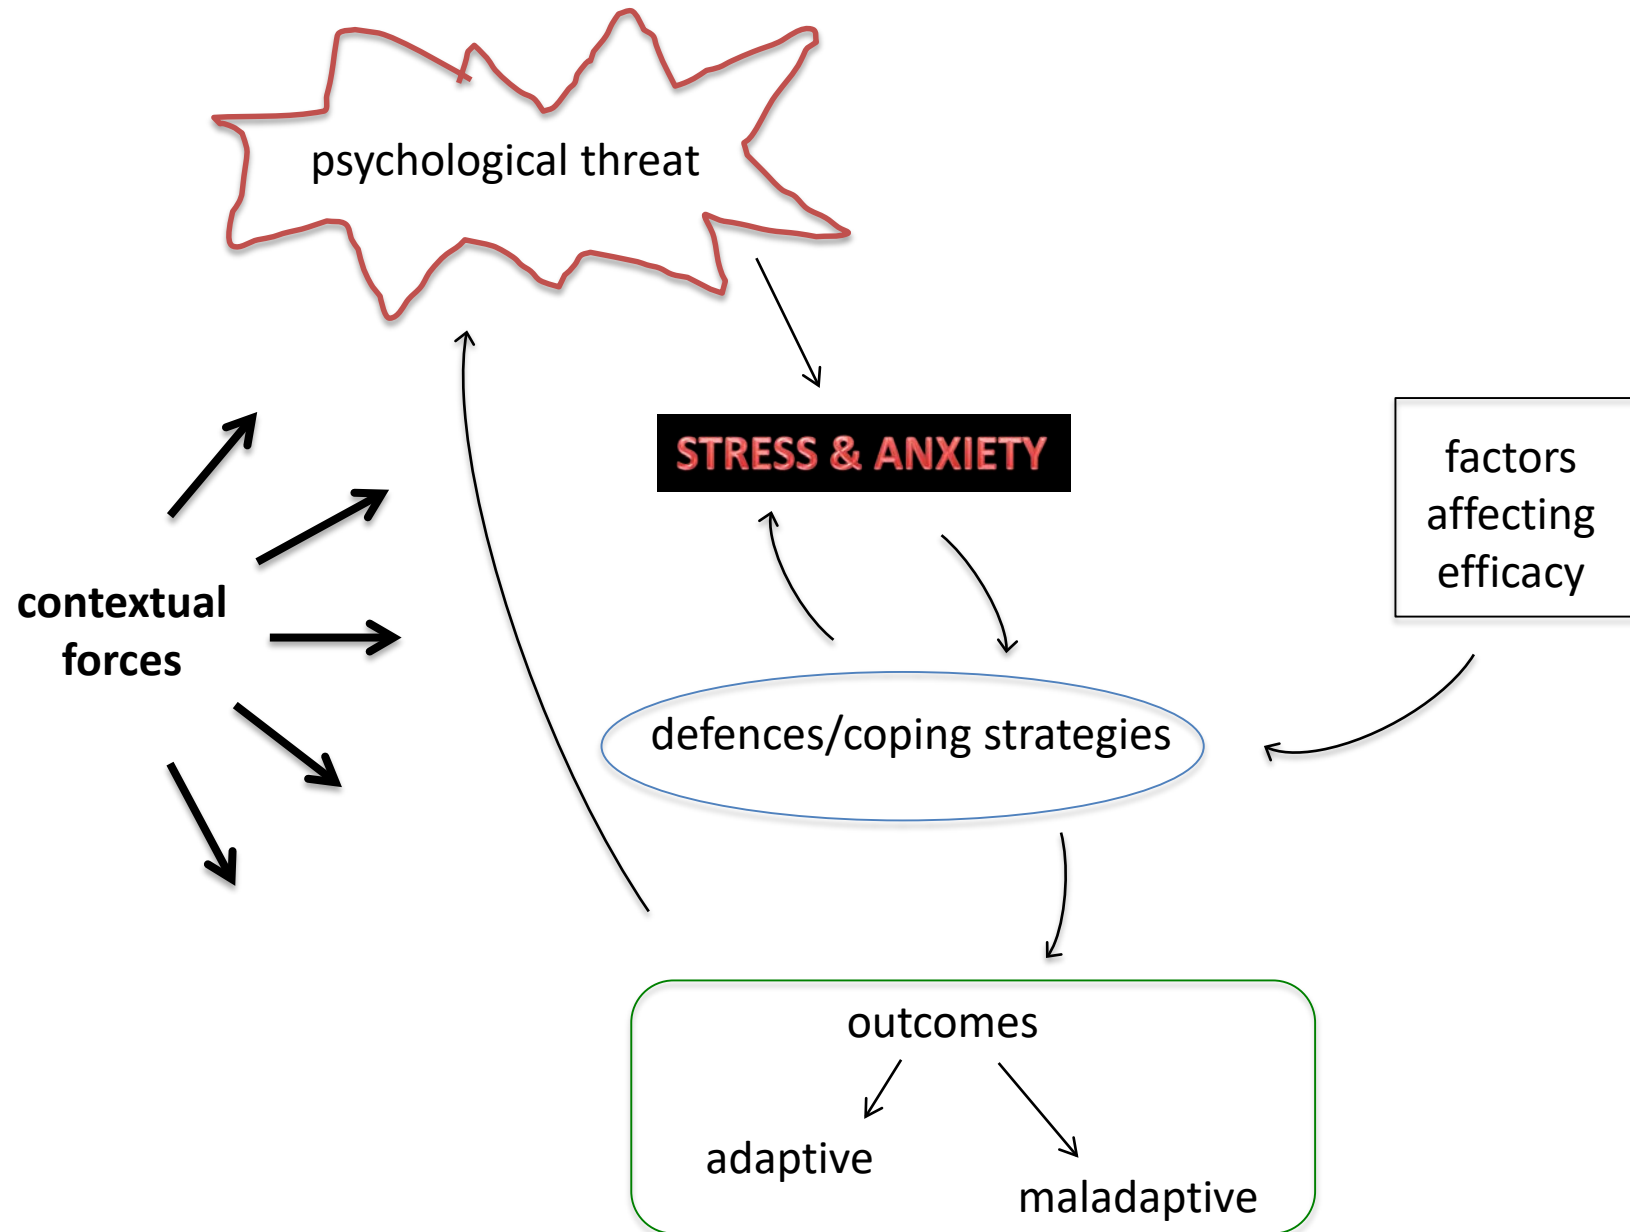 psychological threat
STRESS & ANXIETY
factors
affecting
efficacy
contextual
forces
defences/coping strategies
outcomes
adaptive
maladaptive